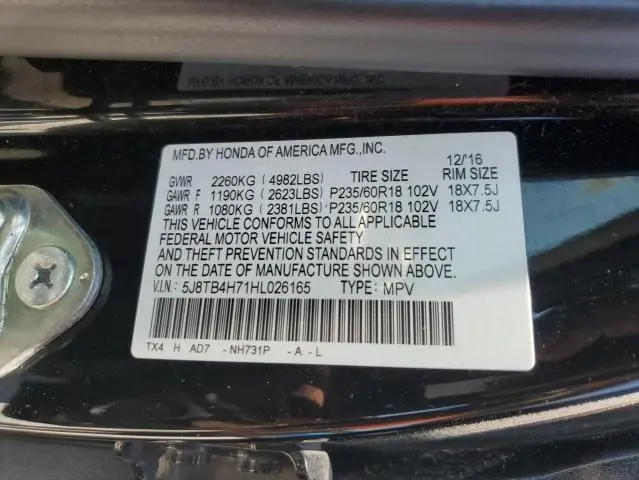 MFD.BY HONDA OF AMERICA MFG.,INC. 12/'16
GVWR 2260KG (4982LBS) TIRE SIZE RIM SIZE
GAWR F 1190KG (2623LBS) P235/60R18 102V 18X7.5J
GAWR R 1080KG (2381LBS) P235/60R18 102V 18X7.5J
THIS VEHICLE CONFORMS TO ALL APPLICABLE
FEDERAL MOTOR VEHICLE SAFETY
AND THEFT PREVENTION STANDARDS IN EFFECT
ON THE DATE OF MANUFACTURE SHOWN ABOVE.
V.I.N.: 5J8TB4H71HL026165 TYPE: MPV
TX4 H AD7 - NH731P - A - L